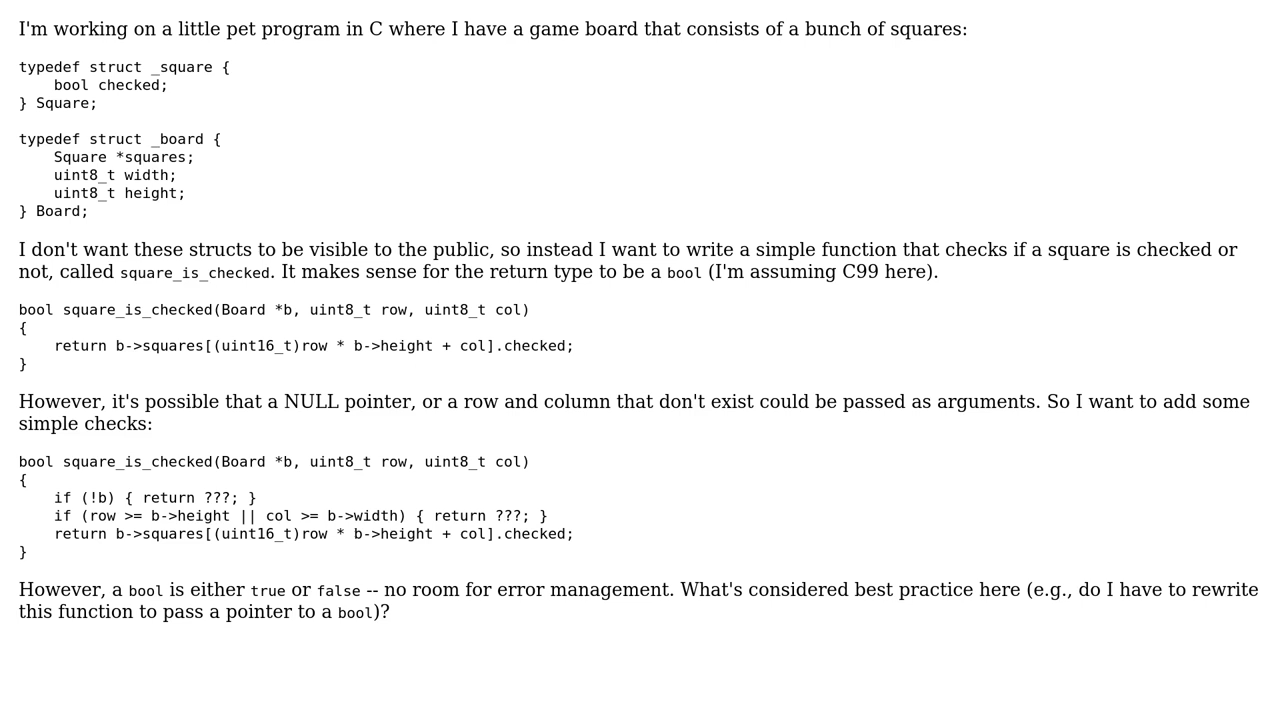 I'm working on a little pet program in C where I have a game board that consists of a bunch of squares:
typedef struct _square {
    bool checked;
} Square;
typedef struct _board {
    Square *squares;
    uint8_t width;
    uint8_t height;
} Board;
I don't want these structs to be visible to the public, so instead I want to write a simple function that checks if a square is checked or
not, called square_is_checked. It makes sense for the return type to be a bool (I'm assuming C99 here).
bool square_is_checked(Board *b, uint8_t row, uint8_t col)
{
    return b->squares[(uint16_t)row * b->height + col].checked;
}
However, it's possible that a NULL pointer, or a row and column that don't exist could be passed as arguments. So I want to add some
simple checks:
bool square_is_checked(Board *b, uint8_t row, uint8_t col)
{
    if (!b) { return ???; }
    if (row >= b->height || col >= b->width) { return ???; }
    return b->squares[(uint16_t)row * b->height + col].checked;
}
However, a bool is either true or false -- no room for error management. What's considered best practice here (e.g., do I have to rewrite
this function to pass a pointer to a bool)?